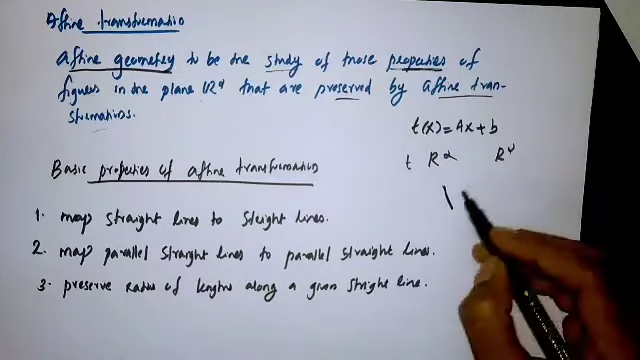 Affine transformation
Affine geometry to be the study of those properties of
figures in the plane R² that are preserved by affine tran-
sformations.
t(x) = Ax + b
t R² R²
Basic properties of affine transformation
1. map straight lines to straight lines.
2. map parallel straight lines to parallel straight lines.
3. preserve ratios of lengths along a given straight line.